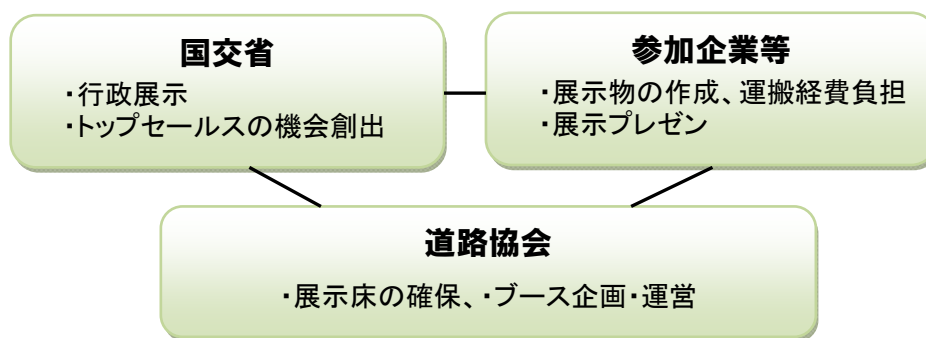 国交省
・行政展示
・トップセールスの機会創出
参加企業等
・展示物の作成、運搬経費負担
・展示プレゼン
道路協会
・展示床の確保、・ブース企画・運営